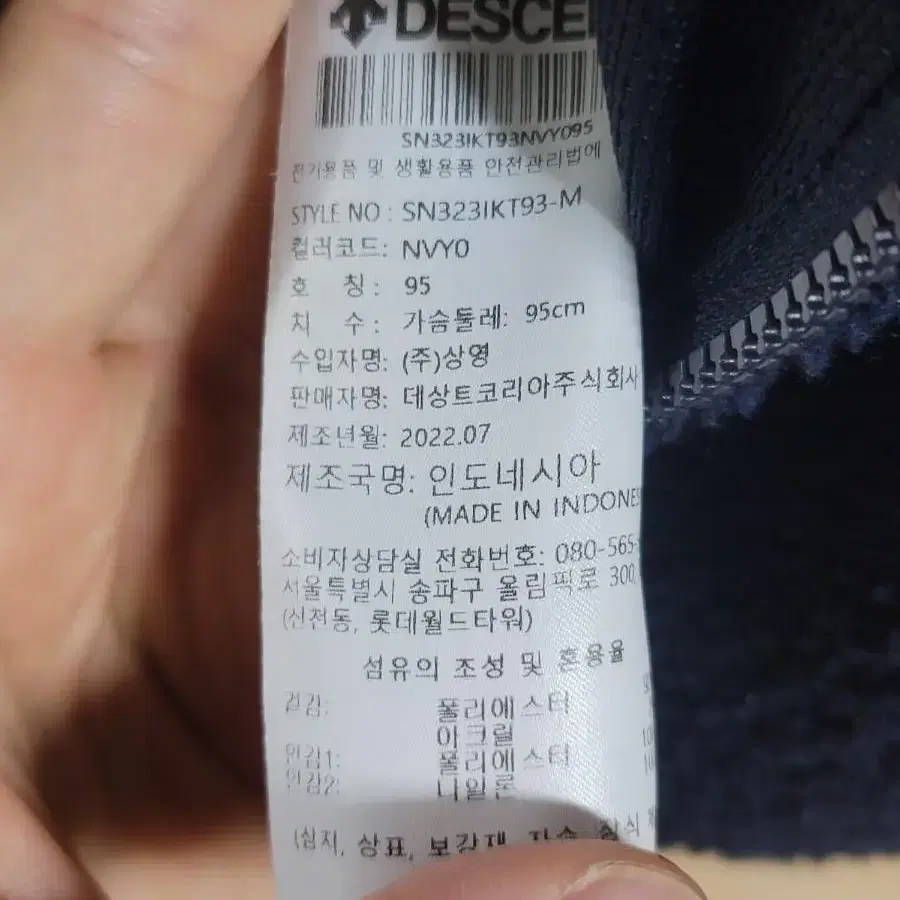 DESCE
SN323IKT93NVY095
전기용품 및 생활용품 안전관리법에
STYLE NO : SN323IKT93-M
컬러코드: NVY0
호 칭 : 95
치 수 : 가슴둘레: 95cm
수입자명: (주)상영
판매자명: 데상트코리아주식회사
제조년월: 2022.07
제조국명: 인도네시아
(MADE IN INDONE
소비자상담실 전화번호: 080-565-
서울특별시 송파구 올림픽로 300,
(신천동, 롯데월드타워)
섬유의 조성 및 혼용율
겉감: 폴리에스터
아크릴
안감1: 폴리에스터
안감2: 나일론
(심지, 상표, 보강재, 자수, 장식